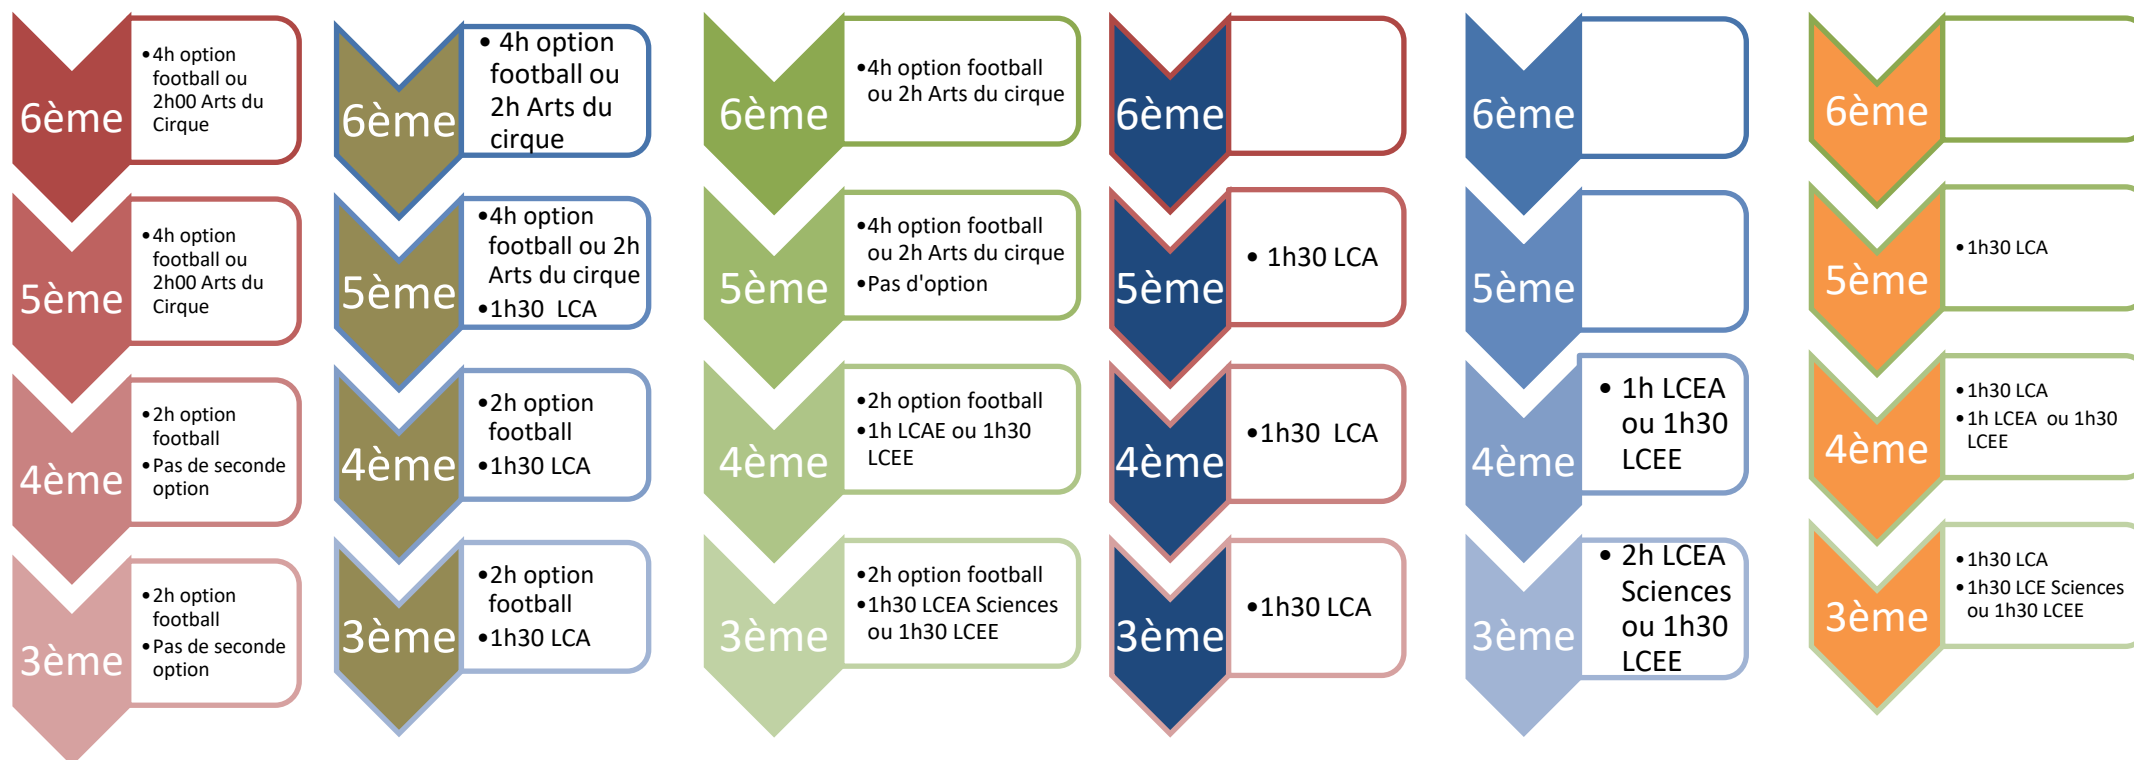 6ème
•4h option
football ou
2h00 Arts du
Cirque
5ème
•4h option
football ou
2h00 Arts du
Cirque
4ème
•2h option
football
•Pas de seconde
option
3ème
•2h option
football
•Pas de seconde
option
6ème
• 4h option
football ou
2h Arts du
cirque
5ème
•4h option
football ou 2h
Arts du cirque
•1h30 LCA
4ème
•2h option
football
•1h30 LCA
3ème
•2h option
football
•1h30 LCA
6ème
•4h option football
ou 2h Arts du cirque
5ème
•4h option football
ou 2h Arts du cirque
•Pas d'option
4ème
•2h option football
•1h LCAE ou 1h30
LCEE
3ème
•2h option football
•1h30 LCEA Sciences
ou 1h30 LCEE
6ème
5ème
• 1h30 LCA
4ème
•1h30 LCA
3ème
•1h30 LCA
6ème
5ème
4ème
• 1h LCEA
ou 1h30
LCEE
3ème
• 2h LCEA
Sciences
ou 1h30
LCEE
6ème
5ème
•1h30 LCA
4ème
•1h30 LCA
•1h LCEA ou 1h30
LCEE
3ème
•1h30 LCA
•1h30 LCE Sciences
ou 1h30 LCEE